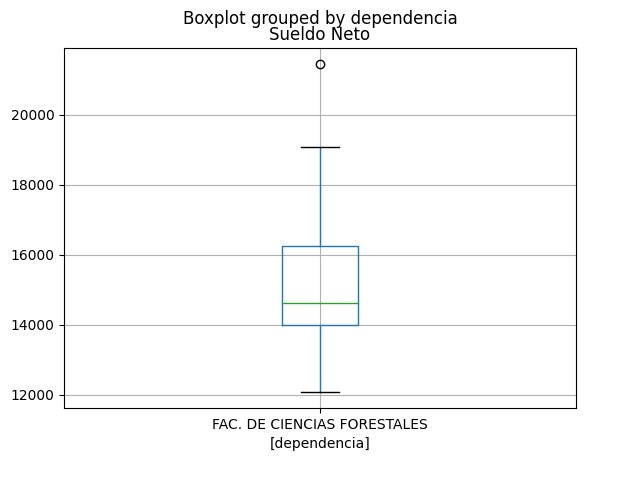 Boxplot grouped by dependencia
Sueldo Neto
20000
18000
16000
14000
12000
FAC. DE CIENCIAS FORESTALES
[dependencia]